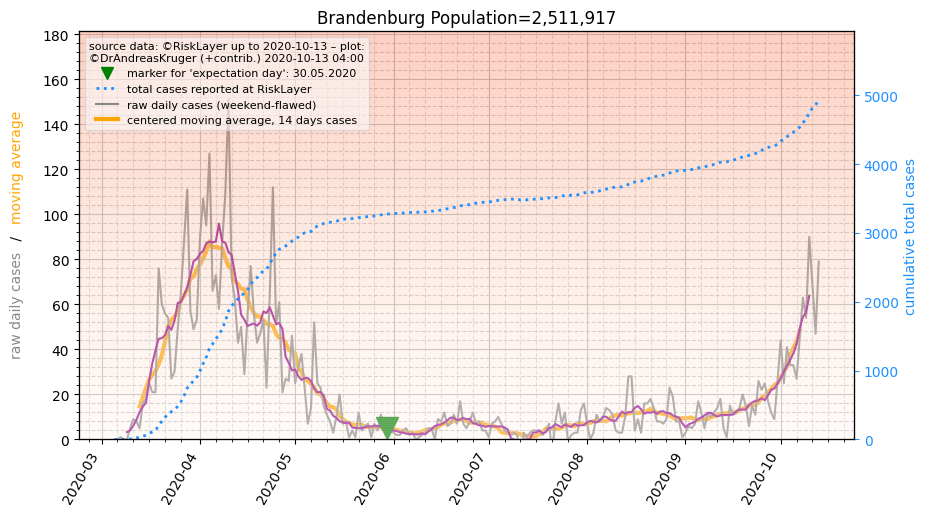 Brandenburg Population=2,511,917
source data: ©RiskLayer up to 2020-10-13 – plot:
©DrAndreasKruger (+contrib.) 2020-10-13 04:00
marker for 'expectation day': 30.05.2020
total cases reported at RiskLayer
raw daily cases (weekend-flawed)
centered moving average, 14 days cases
raw daily cases / moving average
180
160
140
120
100
80
60
40
20
0
cumulative total cases
5000
4000
3000
2000
1000
0
2020-03
2020-04
2020-05
2020-06
2020-07
2020-08
2020-09
2020-10